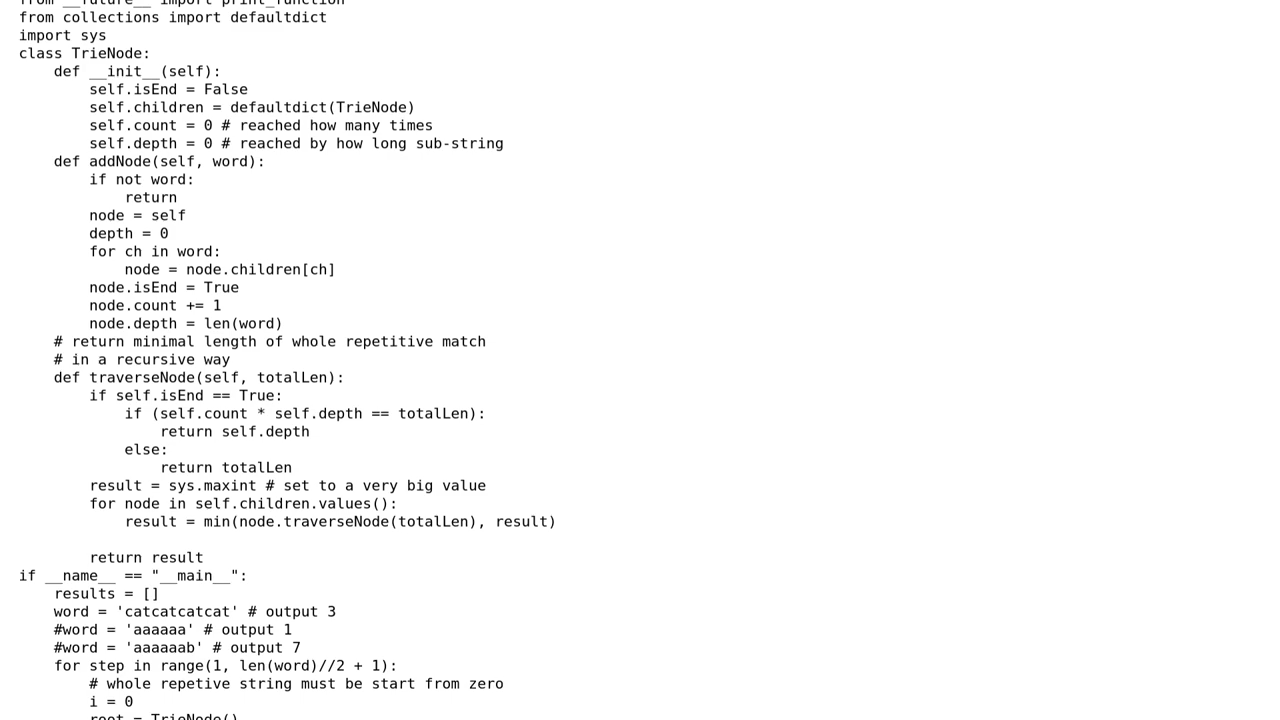 from __future__ import print_function
from collections import defaultdict
import sys
class TrieNode:
    def __init__(self):
        self.isEnd = False
        self.children = defaultdict(TrieNode)
        self.count = 0 # reached how many times
        self.depth = 0 # reached by how long sub-string
    def addNode(self, word):
        if not word:
            return
        node = self
        depth = 0
        for ch in word:
            node = node.children[ch]
        node.isEnd = True
        node.count += 1
        node.depth = len(word)
    # return minimal length of whole repetitive match
    # in a recursive way
    def traverseNode(self, totalLen):
        if self.isEnd == True:
            if (self.count * self.depth == totalLen):
                return self.depth
            else:
                return totalLen
        result = sys.maxint # set to a very big value
        for node in self.children.values():
            result = min(node.traverseNode(totalLen), result)

        return result
if __name__ == "__main__":
    results = []
    word = 'catcatcatcat' # output 3
    #word = 'aaaaaa' # output 1
    #word = 'aaaaaab' # output 7
    for step in range(1, len(word)//2 + 1):
        # whole repetive string must be start from zero
        i = 0
        root = TrieNode()